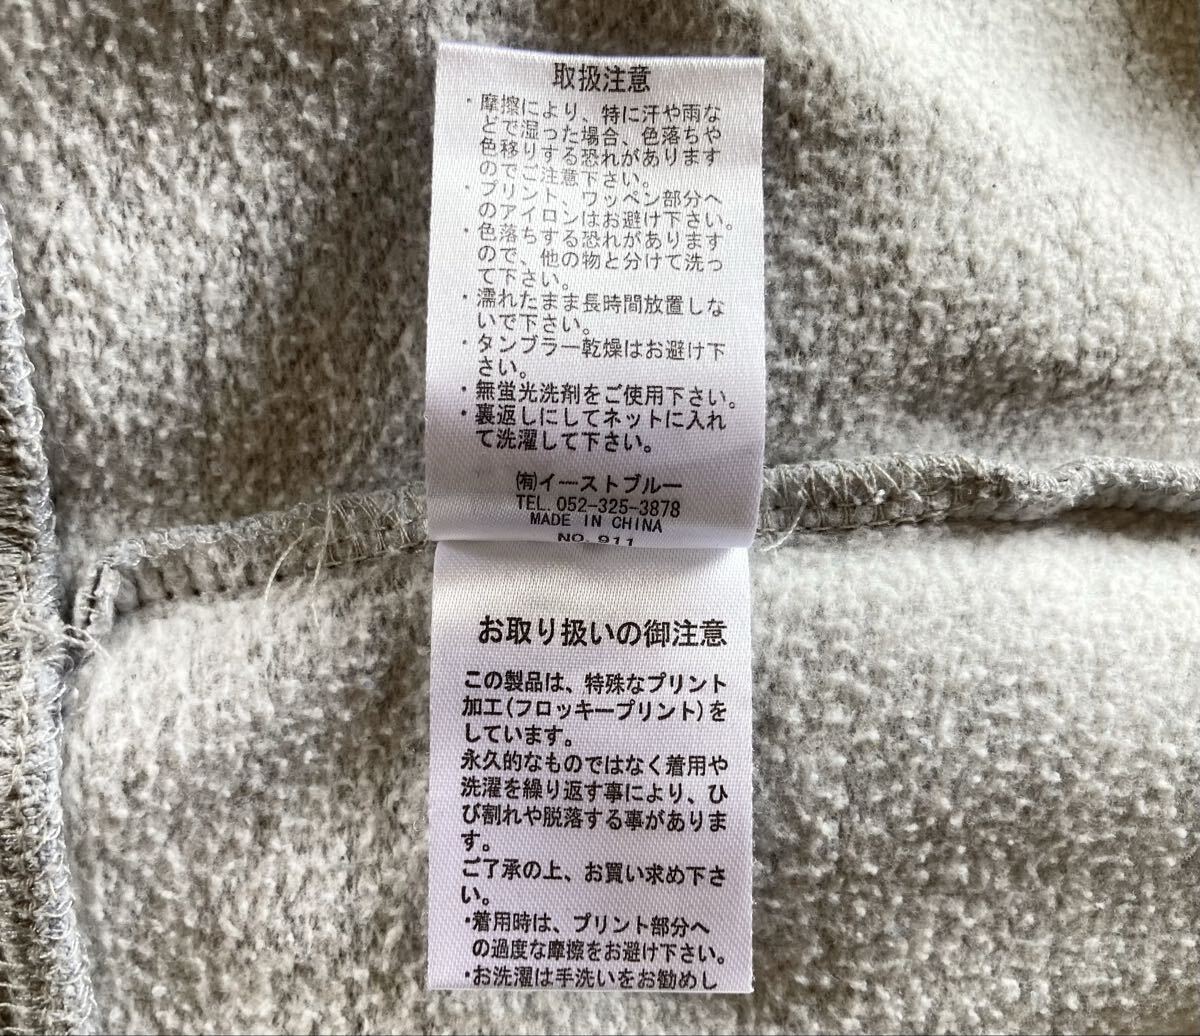 取扱注意
・摩擦により、特に汗や雨な
どで湿った場合、色落ちや
色移りする恐れがあります
のでご注意下さい。
・プリント、ワッペン部分へ
のアイロンはお避け下さい。
・色落ちする恐れがあります
ので、他の物と分けて洗っ
て下さい。
・濡れたまま長時間放置しな
いで下さい。
・タンブラー乾燥はお避け下
さい。
・無蛍光洗剤をご使用下さい。
・裏返しにしてネットに入れ
て洗濯して下さい。
㈲イーストブルー
TEL.052-325-3878
MADE IN CHINA
NO. 911
お取り扱いの御注意
この製品は、特殊なプリント
加工(フロッキープリント)を
しています。
永久的なものではなく着用や
洗濯を繰り返す事により、ひ
び割れや脱落する事がありま
す。
ご了承の上、お買い求め下さ
い。
・着用時は、プリント部分へ
の過度な摩擦をお避け下さい。
・お洗濯は手洗いをお勧めし